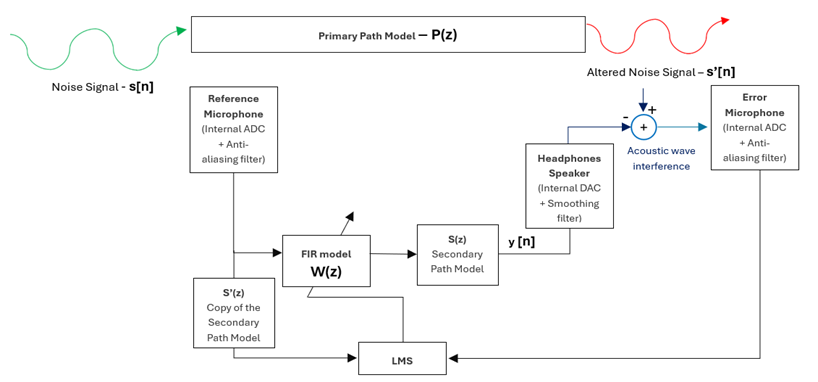 Primary Path Model – P(z)
Noise Signal - s[n]
Altered Noise Signal – s’[n]
Reference
Microphone
(Internal ADC
+ Anti-
aliasing filter)
Error
Microphone
(Internal ADC
+ Anti-
aliasing filter)
- +
+
Acoustic wave
interference
Headphones
Speaker
(Internal DAC
+ Smoothing
filter)
FIR model
W(z)
S(z)
Secondary
Path Model
y [n]
S’(z)
Copy of the
Secondary
Path Model
LMS